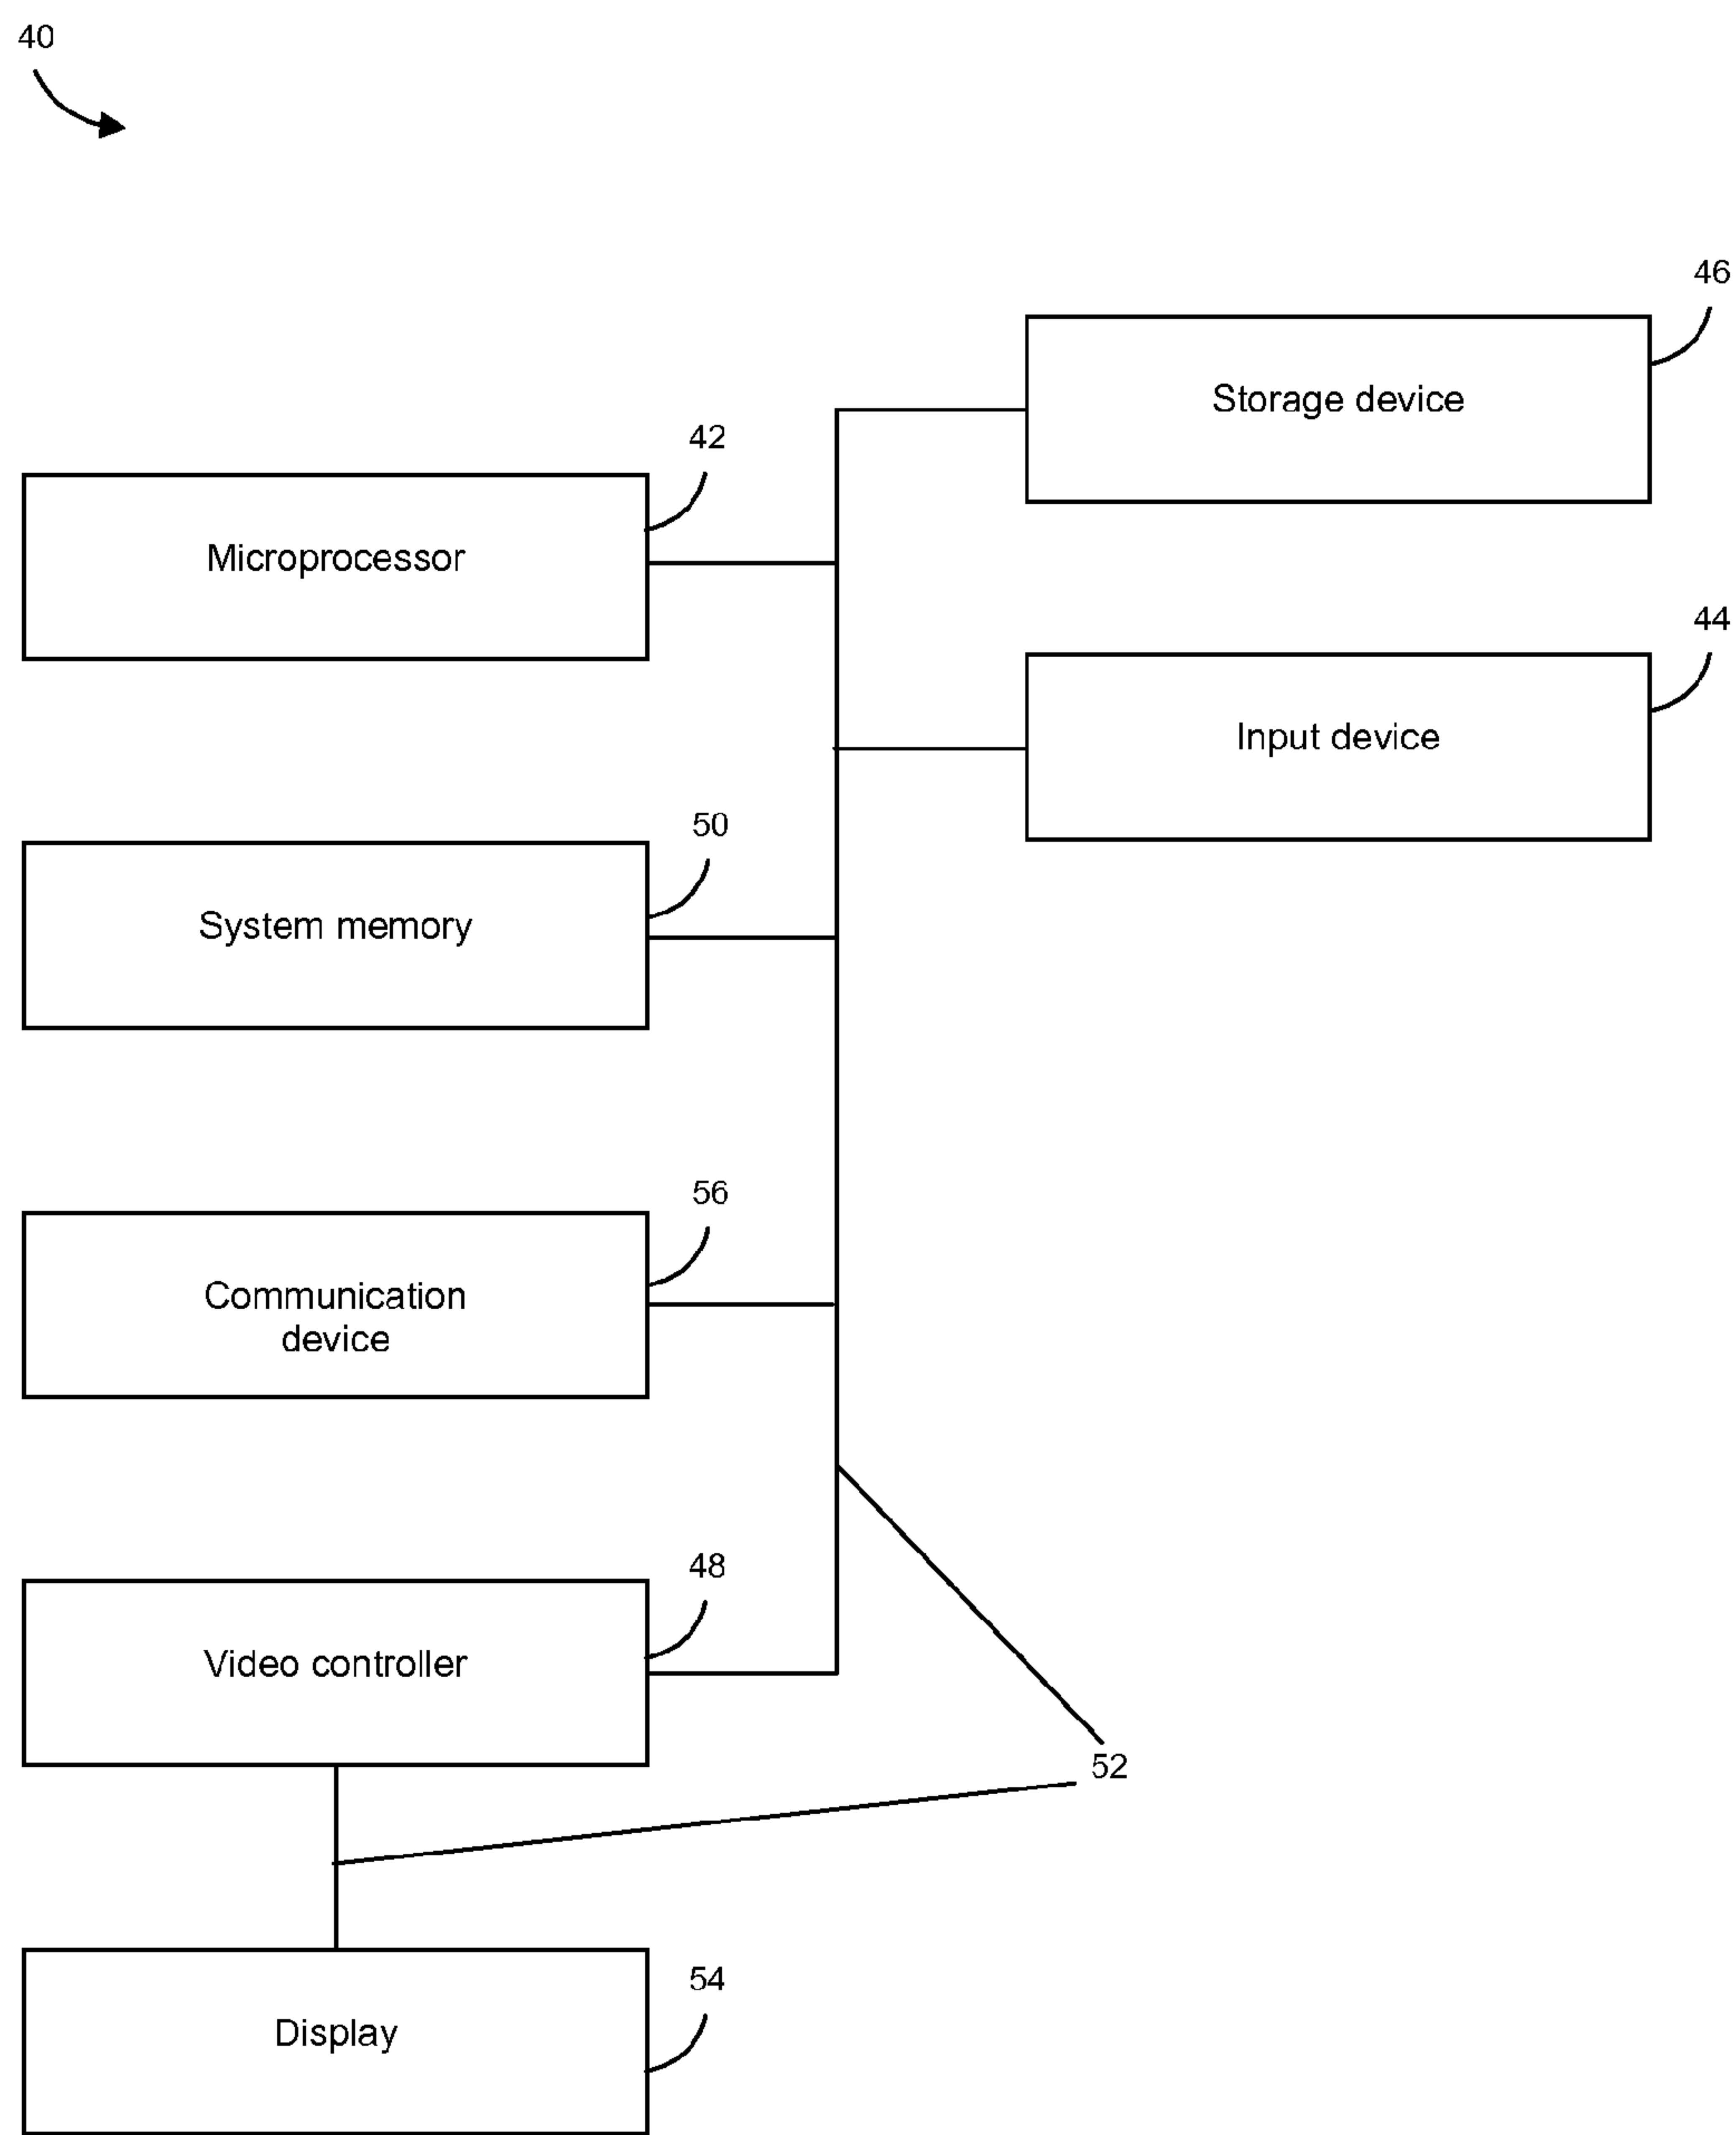 40
46
Storage device
42
Microprocessor
44
Input device
50
System memory
56
Communication
device
48
Video controller
52
54
Display